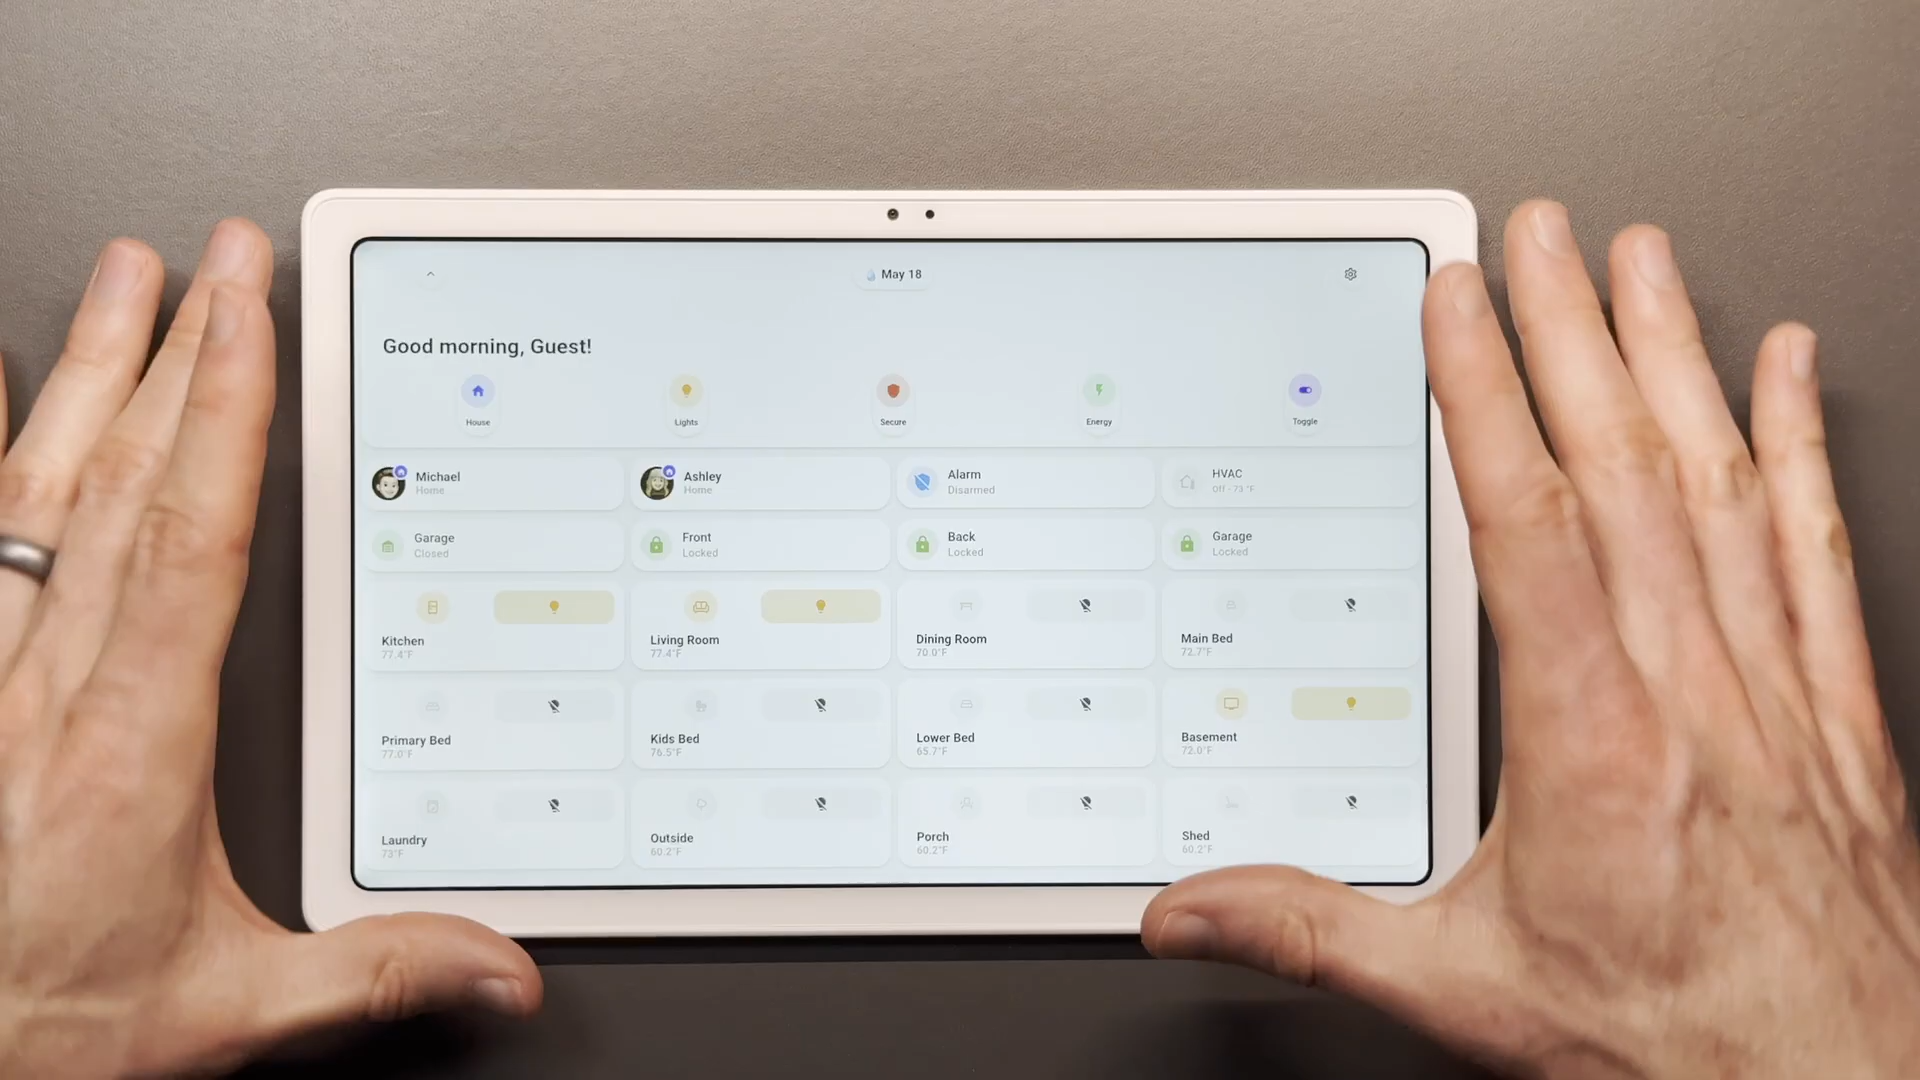 May 18
Good morning, Guest!
House
Lights
Secure
Energy
Toggle
Michael
Home
Ashley
Home
Alarm
Disarmed
HVAC
Off - 73 °F
Garage
Closed
Front
Locked
Back
Locked
Garage
Locked
Kitchen
77.4°F
Living Room
77.4°F
Dining Room
70.0°F
Main Bed
72.7°F
Primary Bed
77.0°F
Kids Bed
76.5°F
Lower Bed
65.7°F
Basement
72.0°F
Laundry
73°F
Outside
60.2°F
Porch
60.2°F
Shed
60.2°F